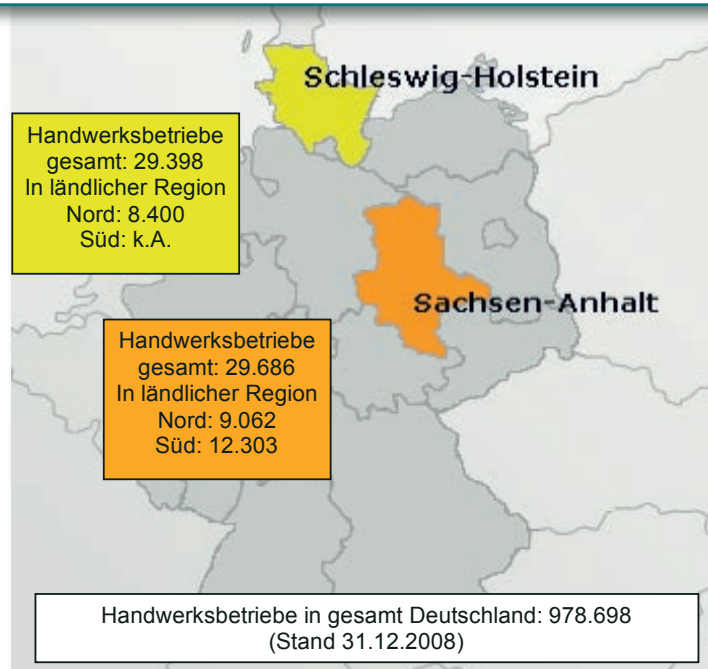 Schleswig-Holstein
Handwerksbetriebe
gesamt: 29.398
In ländlicher Region
Nord: 8.400
Süd: k.A.
Sachsen-Anhalt
Handwerksbetriebe
gesamt: 29.686
In ländlicher Region
Nord: 9.062
Süd: 12.303
Handwerksbetriebe in gesamt Deutschland: 978.698
(Stand 31.12.2008)